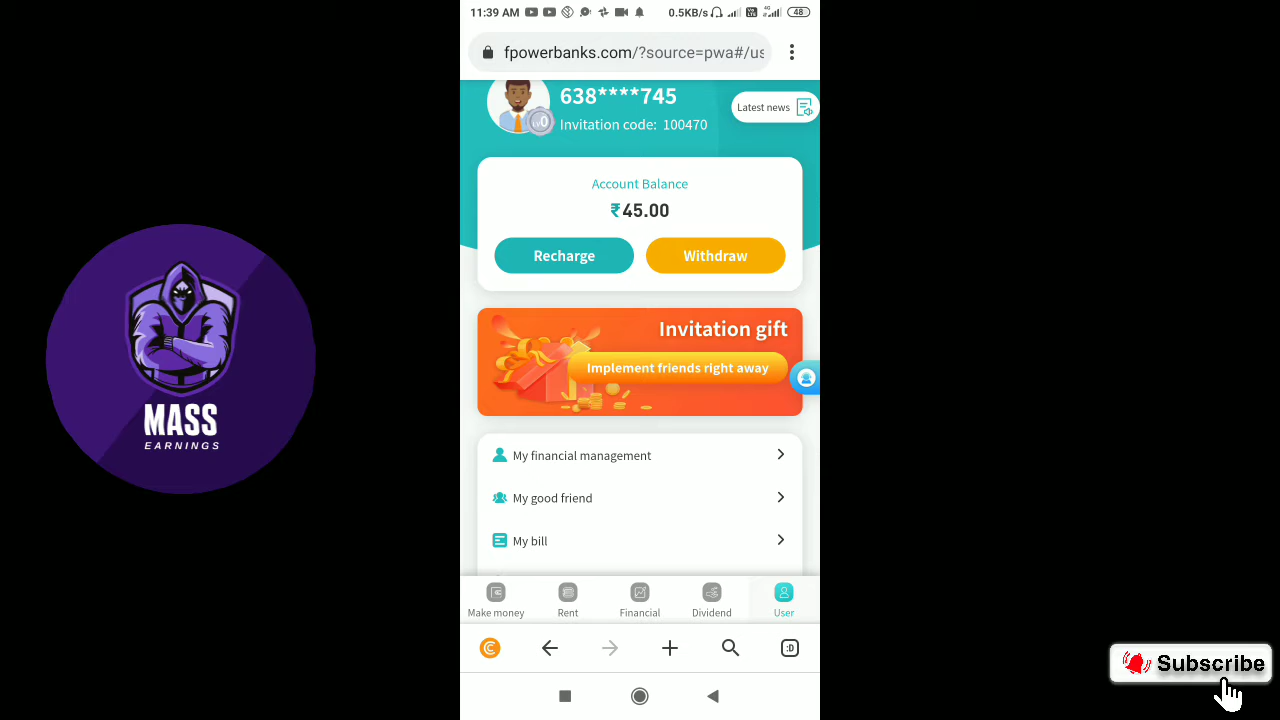 11:39 AM
0.5KB/s
48
fpowerbanks.com/?source=pwa#/us
638****745
LV0
Invitation code: 100470
Latest news
Account Balance
₹45.00
Recharge
Withdraw
Invitation gift
Implement friends right away
MASS
EARNINGS
My financial management
My good friend
My bill
Make money
Rent
Financial
Dividend
User
:D
Subscribe